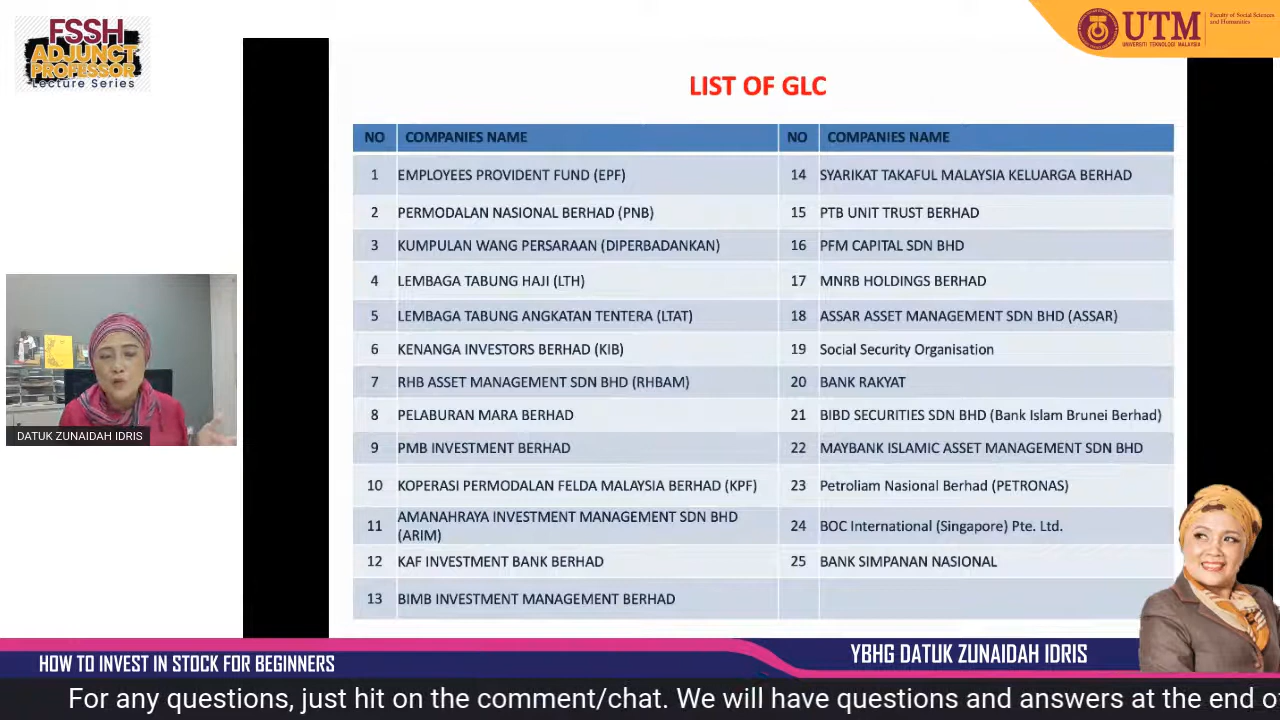 FSSH
ADJUNCT
PROFESSOR
Lecture Series
UTM
UNIVERSITI TEKNOLOGI MALAYSIA
Faculty of Social Sciences
and Humanities
LIST OF GLC
NO COMPANIES NAME NO COMPANIES NAME
1 EMPLOYEES PROVIDENT FUND (EPF) 14 SYARIKAT TAKAFUL MALAYSIA KELUARGA BERHAD
2 PERMODALAN NASIONAL BERHAD (PNB) 15 PTB UNIT TRUST BERHAD
3 KUMPULAN WANG PERSARAAN (DIPERBADANKAN) 16 PFM CAPITAL SDN BHD
4 LEMBAGA TABUNG HAJI (LTH) 17 MNRB HOLDINGS BERHAD
5 LEMBAGA TABUNG ANGKATAN TENTERA (LTAT) 18 ASSAR ASSET MANAGEMENT SDN BHD (ASSAR)
6 KENANGA INVESTORS BERHAD (KIB) 19 Social Security Organisation
7 RHB ASSET MANAGEMENT SDN BHD (RHBAM) 20 BANK RAKYAT
8 PELABURAN MARA BERHAD 21 BIBD SECURITIES SDN BHD (Bank Islam Brunei Berhad)
9 PMB INVESTMENT BERHAD 22 MAYBANK ISLAMIC ASSET MANAGEMENT SDN BHD
10 KOPERASI PERMODALAN FELDA MALAYSIA BERHAD (KPF) 23 Petroliam Nasional Berhad (PETRONAS)
11 AMANAHRAYA INVESTMENT MANAGEMENT SDN BHD
(ARIM) 24 BOC International (Singapore) Pte. Ltd.
12 KAF INVESTMENT BANK BERHAD 25 BANK SIMPANAN NASIONAL
13 BIMB INVESTMENT MANAGEMENT BERHAD
DATUK ZUNAIDAH IDRIS
HOW TO INVEST IN STOCK FOR BEGINNERS
YBHG DATUK ZUNAIDAH IDRIS
For any questions, just hit on the comment/chat. We will have questions and answers at the end o